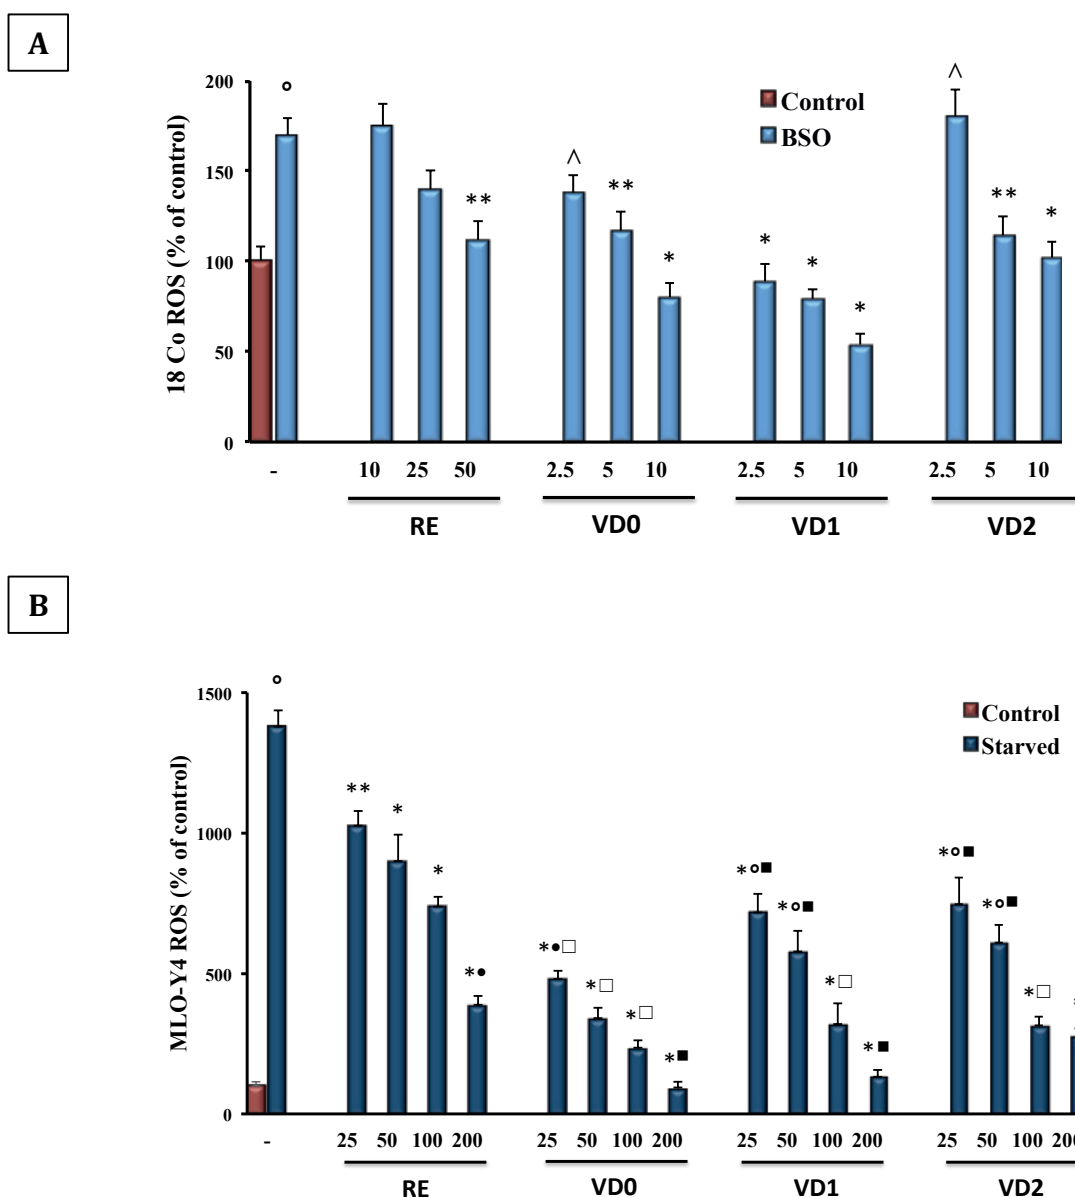 A
18 Co ROS (% of control)
200
150
100
50
0
° ** ^ ** * * * * ^ ** *
Control
BSO
- 10 25 50 2.5 5 10 2.5 5 10 2.5 5 10
RE VD0 VD1 VD2
B
MLO-Y4 ROS (% of control)
1500
1000
500
0
° ** * * *● *●□ *□ *□ *■ *○■ *○■ *□ *■ *○■ *○■ *□
Control
Starved
- 25 50 100 200 25 50 100 200 25 50 100 200 25 50 100
RE VD0 VD1 VD2